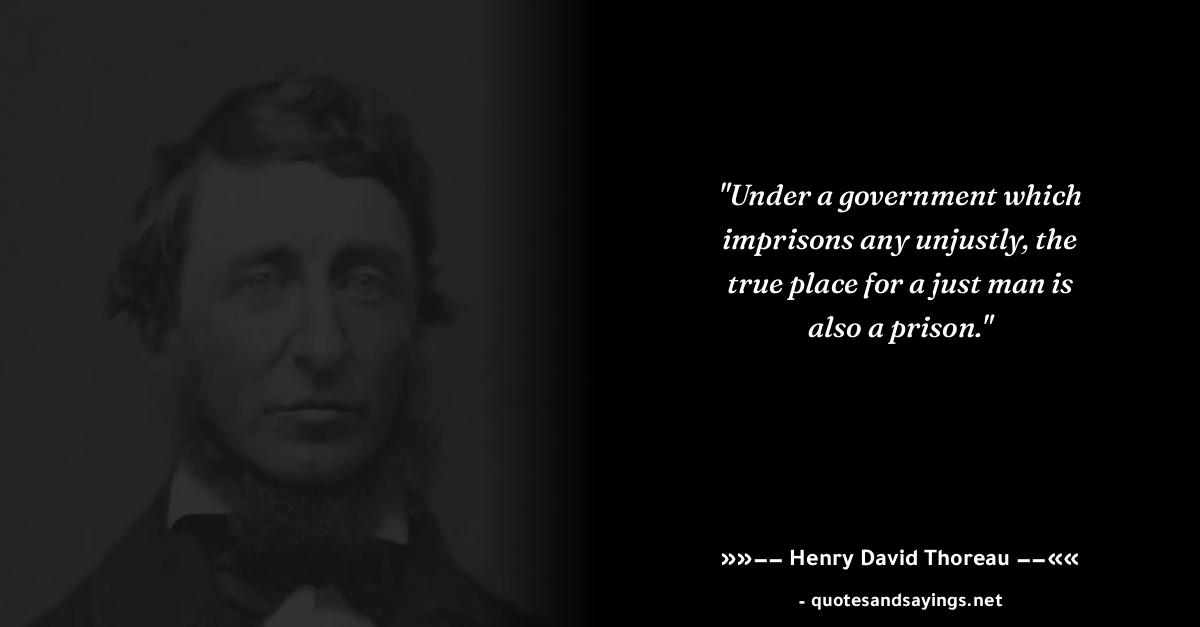 "Under a government which
imprisons any unjustly, the
true place for a just man is
also a prison."
»»−− Henry David Thoreau −−««
- quotesandsayings.net